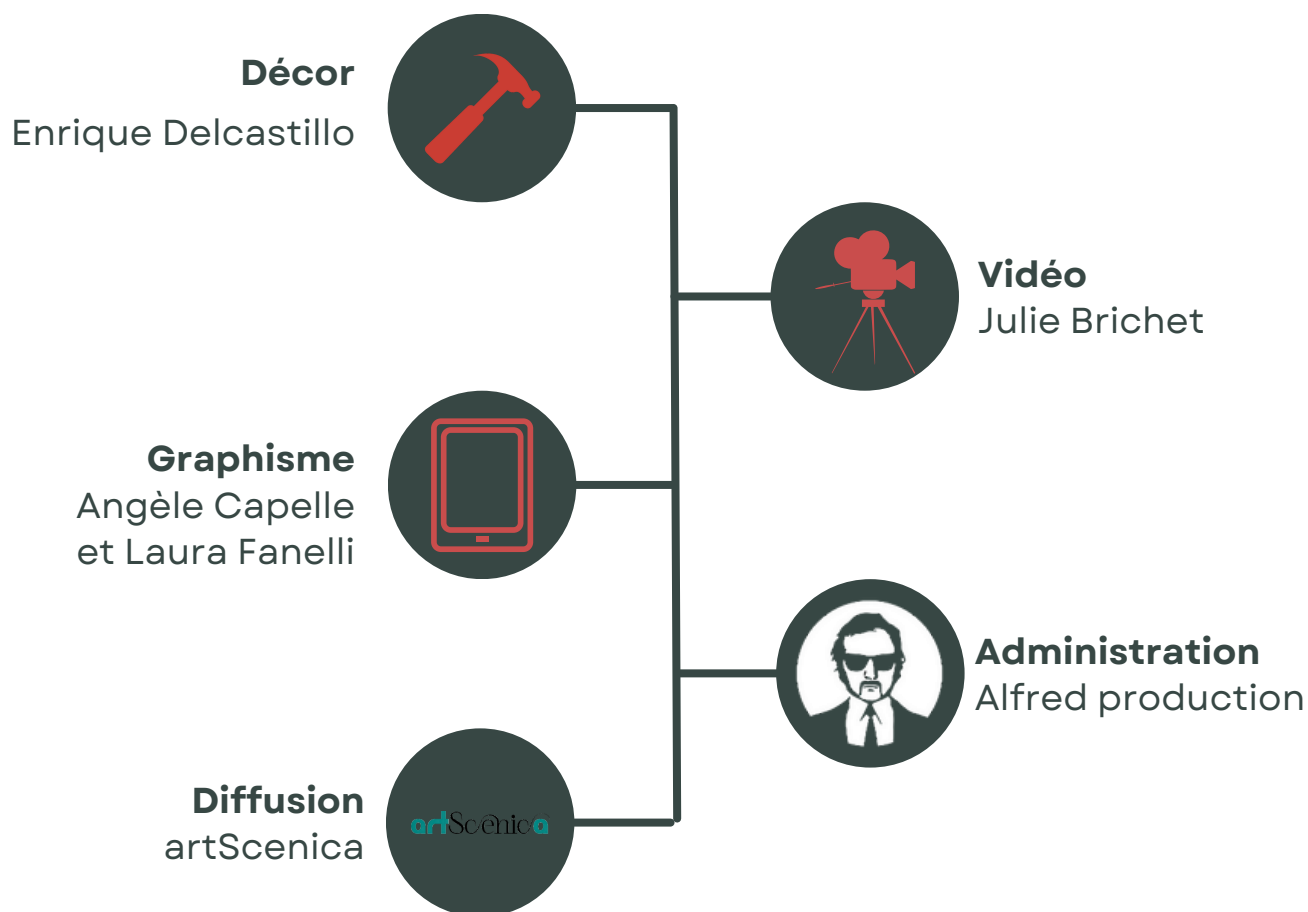 Décor
Enrique Delcastillo
Vidéo
Julie Brichet
Graphisme
Angèle Capelle
et Laura Fanelli
Administration
Alfred production
Diffusion
artScenica
artScenica